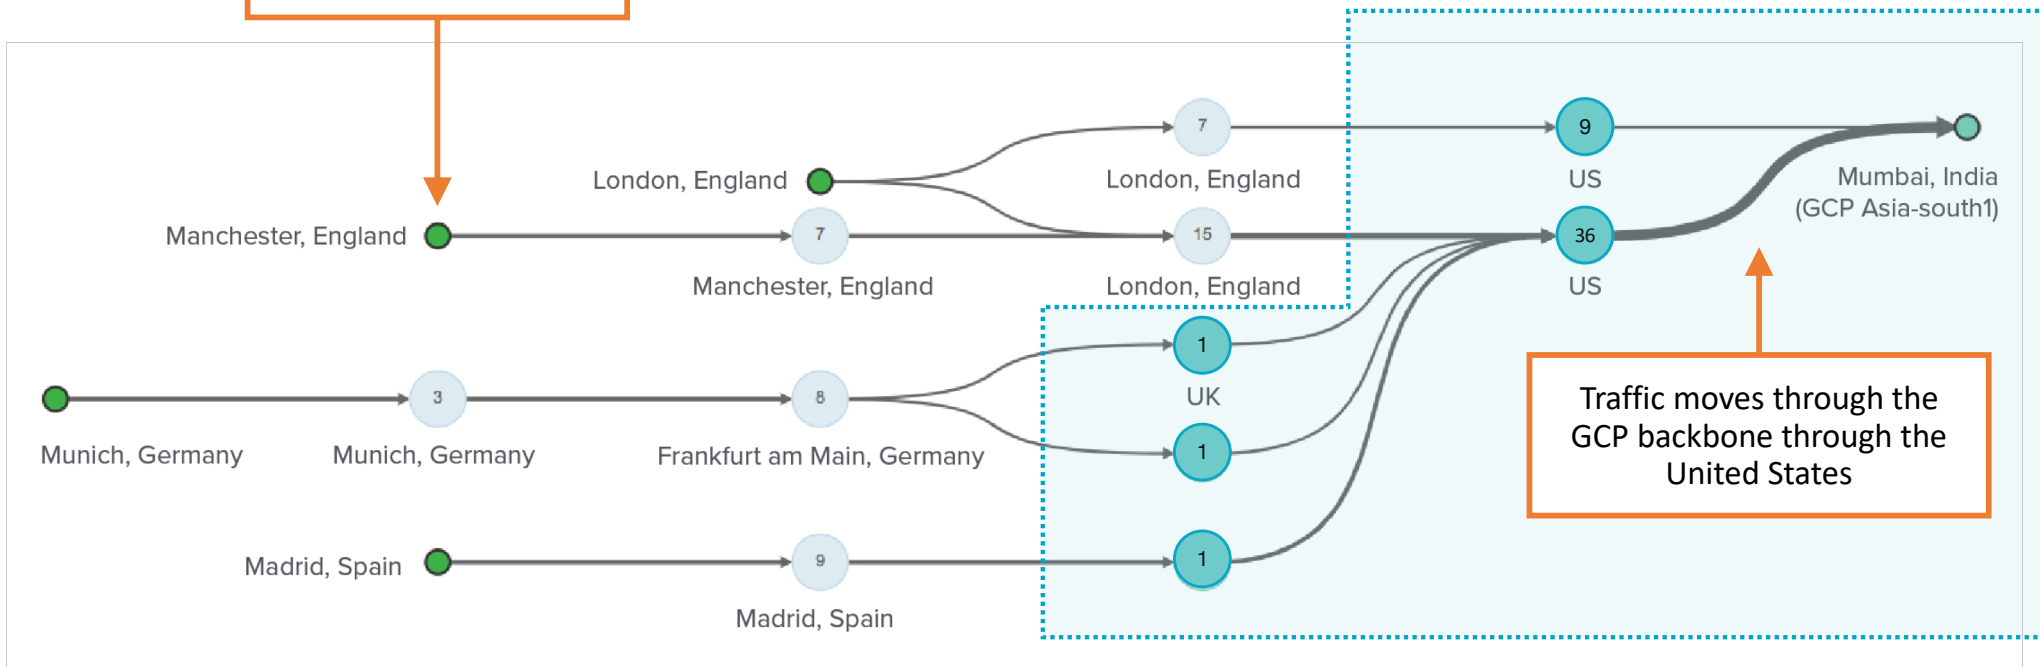 7
9
London, England
London, England
US
Mumbai, India
(GCP Asia-south1)
Manchester, England
7
15
36
Manchester, England
London, England
US
1
UK
Traffic moves through the
GCP backbone through the
United States
3
8
Munich, Germany
Munich, Germany
Frankfurt am Main, Germany
1
Madrid, Spain
9
1
Madrid, Spain